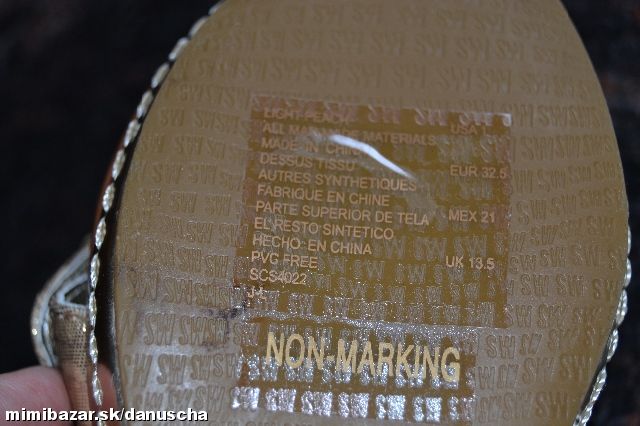 LIGHT PEACH
ALL MAN MADE MATERIALS USA 1
MADE IN CHINA
DESSUS TISSU EUR 32.5
AUTRES SYNTHETIQUES
FABRIQUE EN CHINE
PARTE SUPERIOR DE TELA MEX 21
EL RESTO SINTETICO
HECHO EN CHINA
PVC FREE UK 13.5
SCS4022
NON-MARKING
mimibazar.sk/danuscha